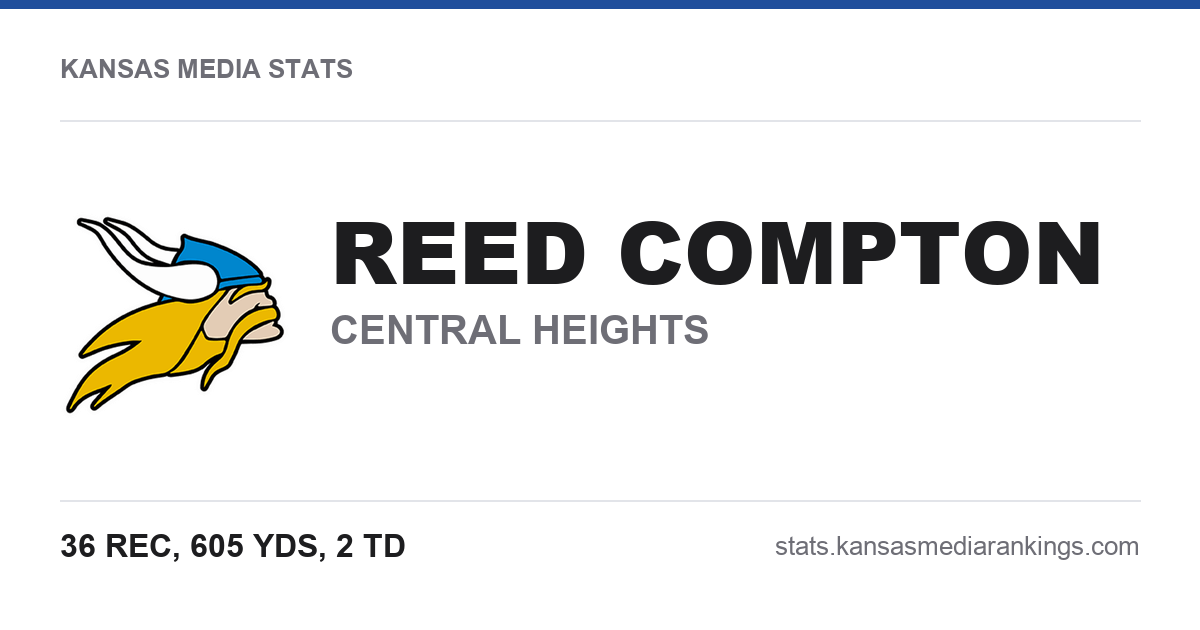 KANSAS MEDIA STATS
REED COMPTON
CENTRAL HEIGHTS
36 REC, 605 YDS, 2 TD
stats.kansasmediarankings.com